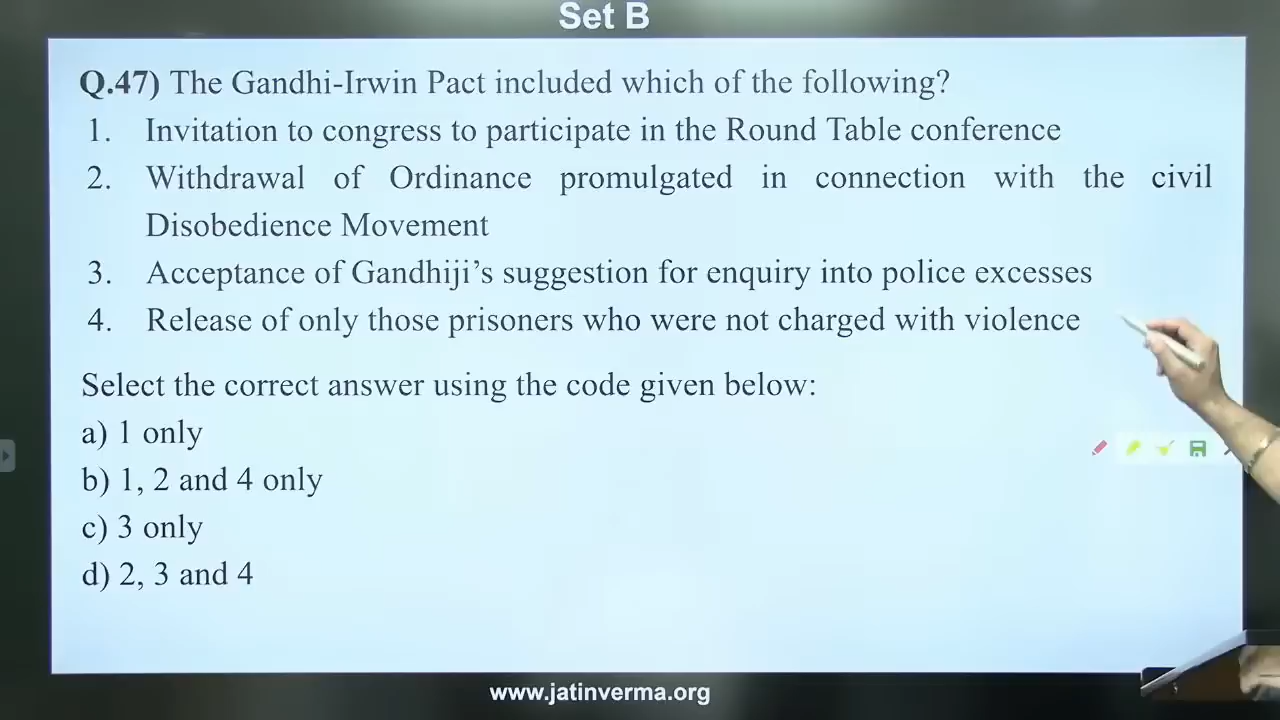 Set B
Q.47) The Gandhi-Irwin Pact included which of the following?
1. Invitation to congress to participate in the Round Table conference
2. Withdrawal of Ordinance promulgated in connection with the civil
Disobedience Movement
3. Acceptance of Gandhiji’s suggestion for enquiry into police excesses
4. Release of only those prisoners who were not charged with violence
Select the correct answer using the code given below:
a) 1 only
b) 1, 2 and 4 only
c) 3 only
d) 2, 3 and 4
www.jatinverma.org